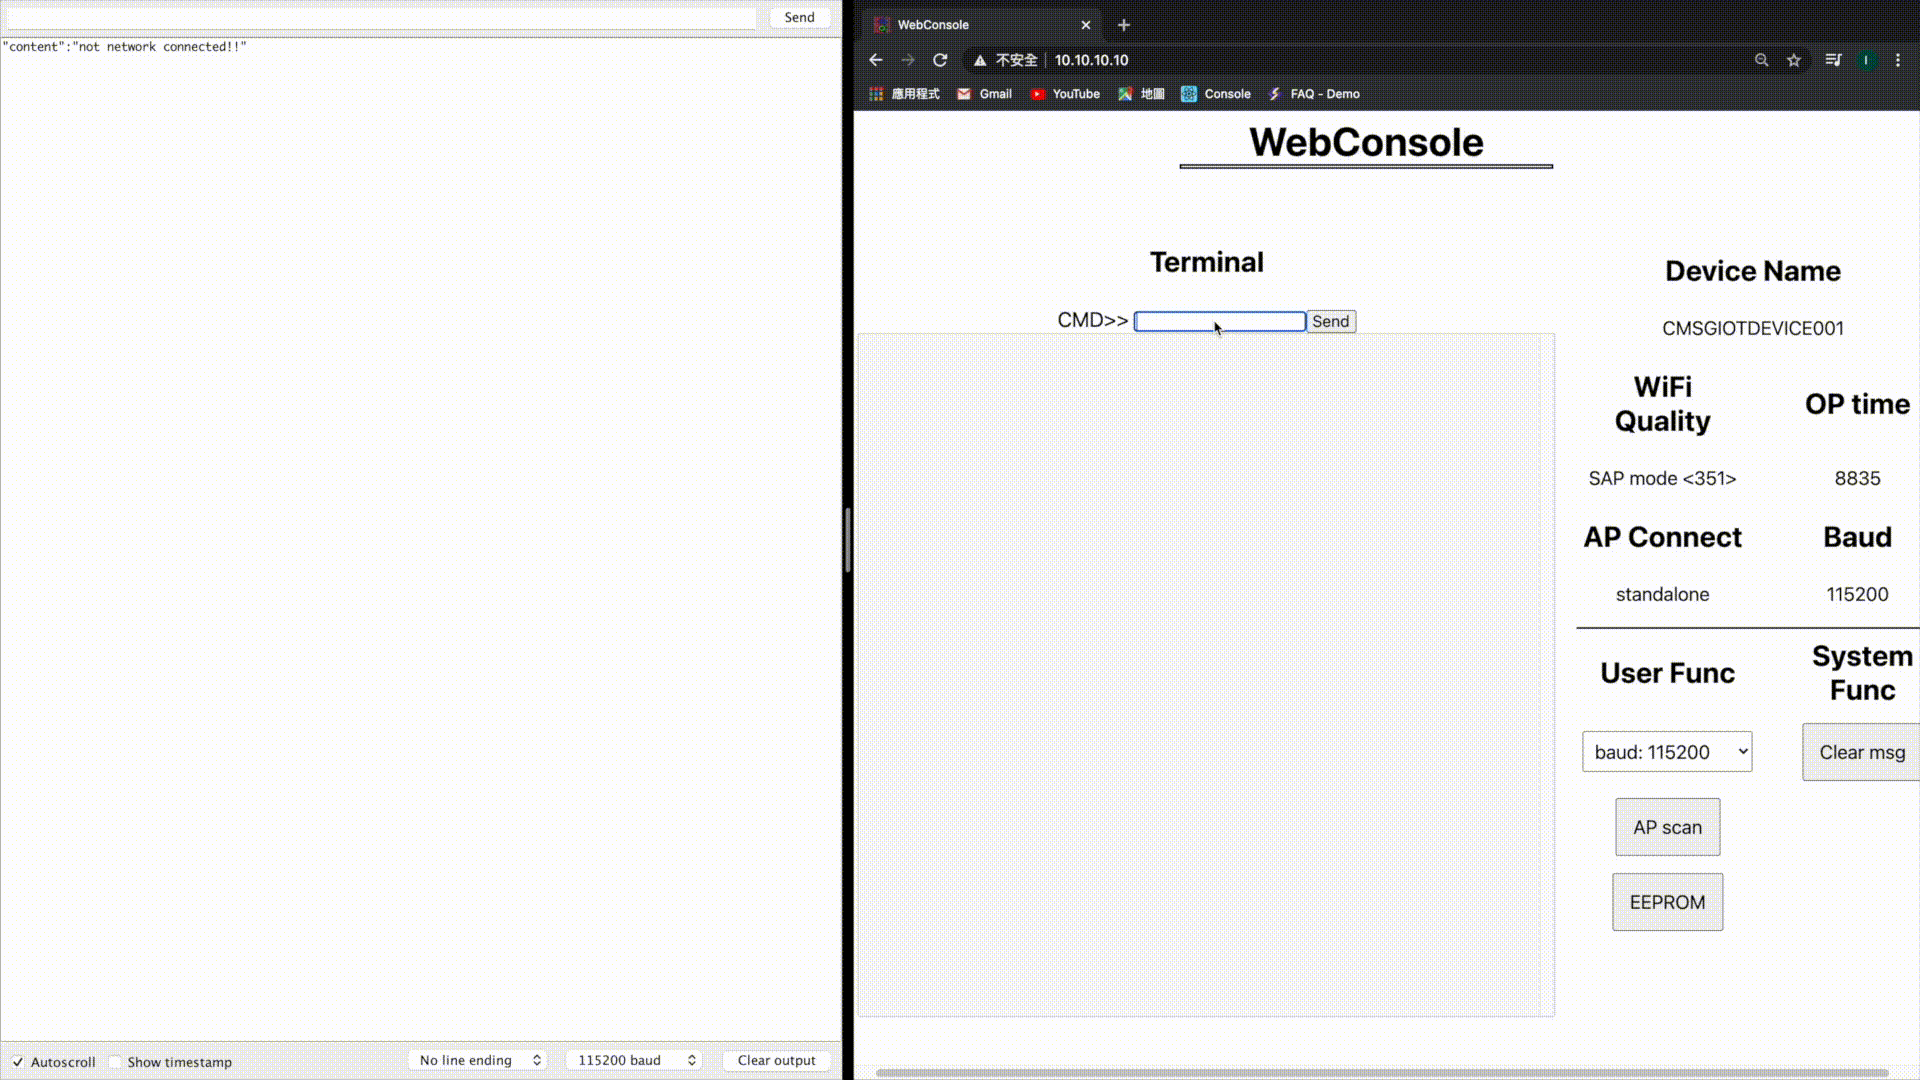 Send
"content":"not network connected!!"
Autoscroll
Show timestamp
No line ending
115200 baud
Clear output
WebConsole
不安全
10.10.10.10
I
應用程式
Gmail
YouTube
地圖
Console
FAQ - Demo
WebConsole
Terminal
CMD>>
Send
Device Name
CMSGIOTDEVICE001
WiFi
Quality
OP time
SAP mode <351>
8835
AP Connect
Baud
standalone
115200
User Func
System
Func
baud: 115200
Clear msg
AP scan
EEPROM